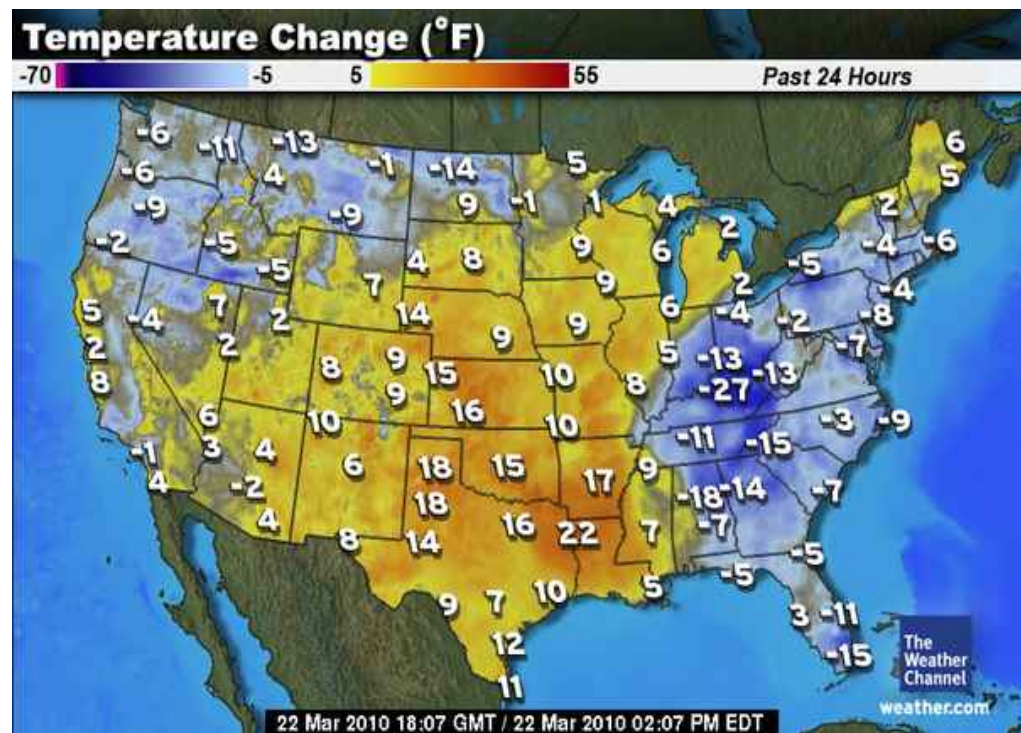 Temperature Change (°F)
-70 -5 5 55 Past 24 Hours
-6 -11 -13 -1 -14 5 6
-6 4 9 -1 1 4 5
-9 -9 2 2
-2 -5 -5 4 8 9 6 -5 -4 -6
5 7 7 9 2 -4
-4 2 14 9 9 6 -4 -2 -8
2 2 8 9 15 10 5 -13 -7
8 9 16 8 -27 -13
6 10 10 -3 -9
-1 3 4 6 18 15 9 -11 -15
4 -2 18 17 -18 -14 -7
4 8 14 16 22 7 -7 -5
9 7 10 5 -5
12 3 -11
11 -15
The
Weather
Channel
weather.com
22 Mar 2010 18:07 GMT / 22 Mar 2010 02:07 PM EDT